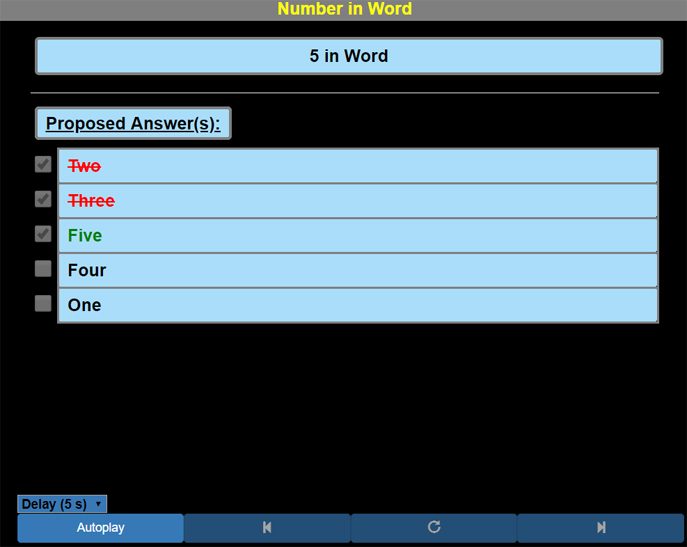 Number in Word
5 in Word
Proposed Answer(s):
Two
Three
Five
Four
One
Delay (5 s)
Autoplay